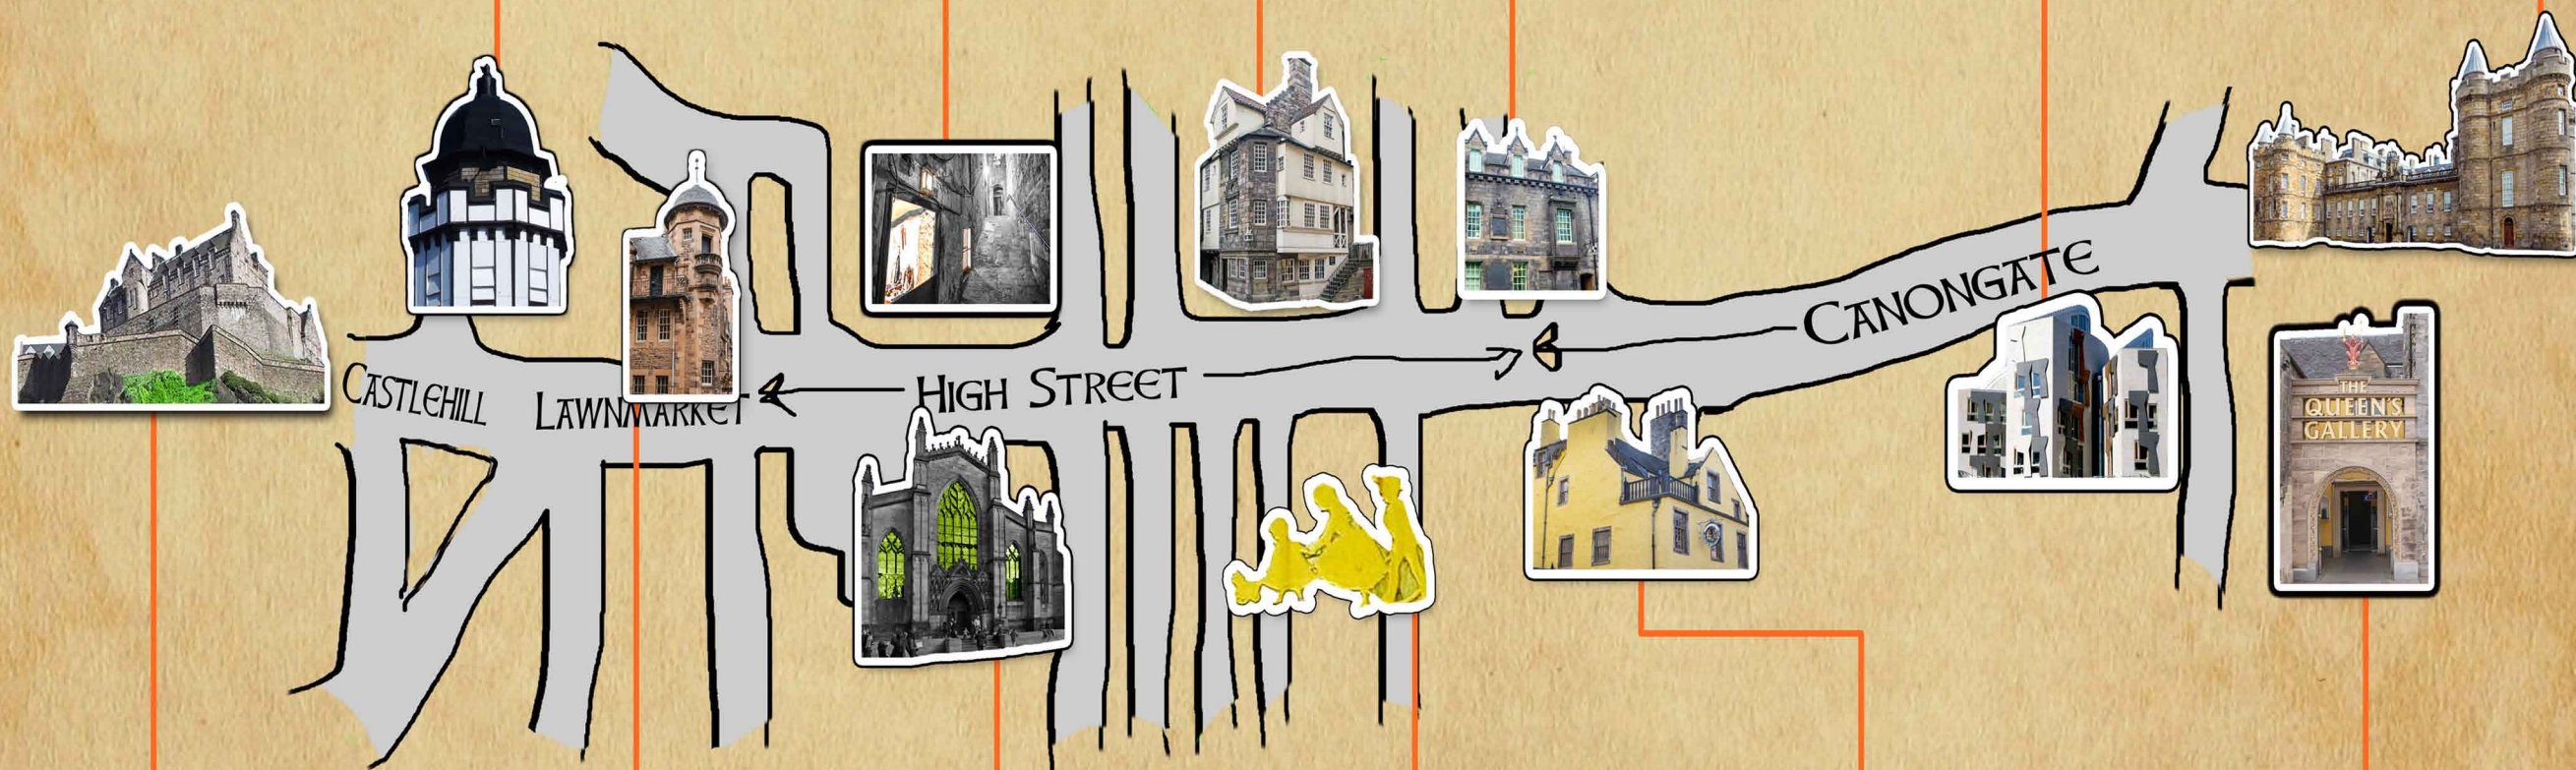 CASTLEHILL
LAWNMARKET
HIGH STREET
CANONGATE
THE
QUEEN'S
GALLERY